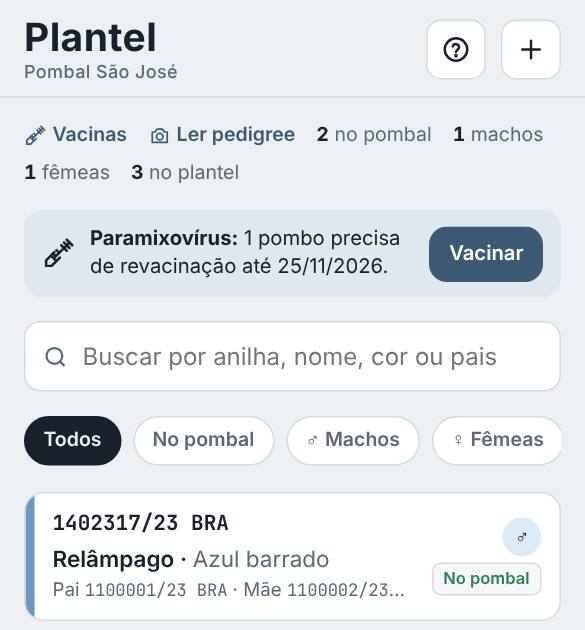 Plantel
Pombal São José
Vacinas Ler pedigree 2 no pombal 1 machos
1 fêmeas 3 no plantel
Paramixovírus: 1 pombo precisa
de revacinação até 25/11/2026.
Vacinar
Buscar por anilha, nome, cor ou pais
Todos No pombal ♂ Machos ♀ Fêmeas
1402317/23 BRA
♂
Relâmpago · Azul barrado
Pai 1100001/23 BRA · Mãe 1100002/23...
No pombal